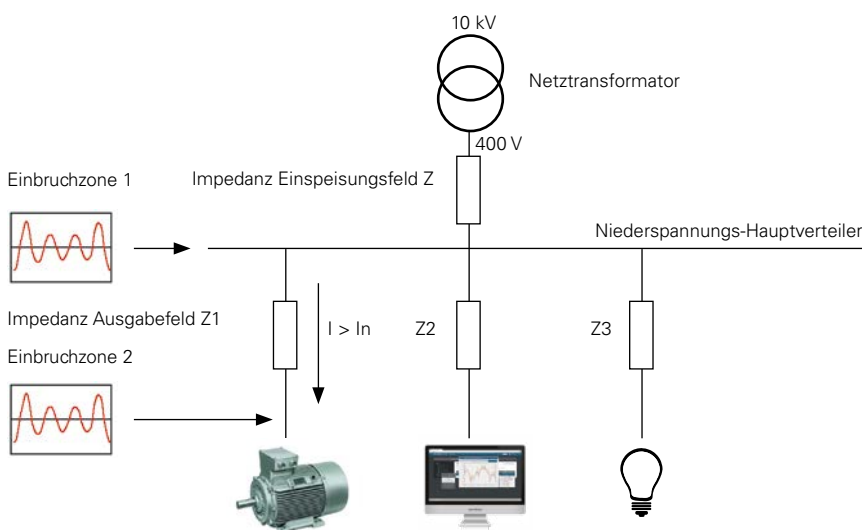 10 kV
Netztransformator
400 V
Einbruchzone 1
Impedanz Einspeisungsfeld Z
Niederspannungs-Hauptverteiler
Impedanz Ausgabefeld Z1
I > In
Z2
Z3
Einbruchzone 2